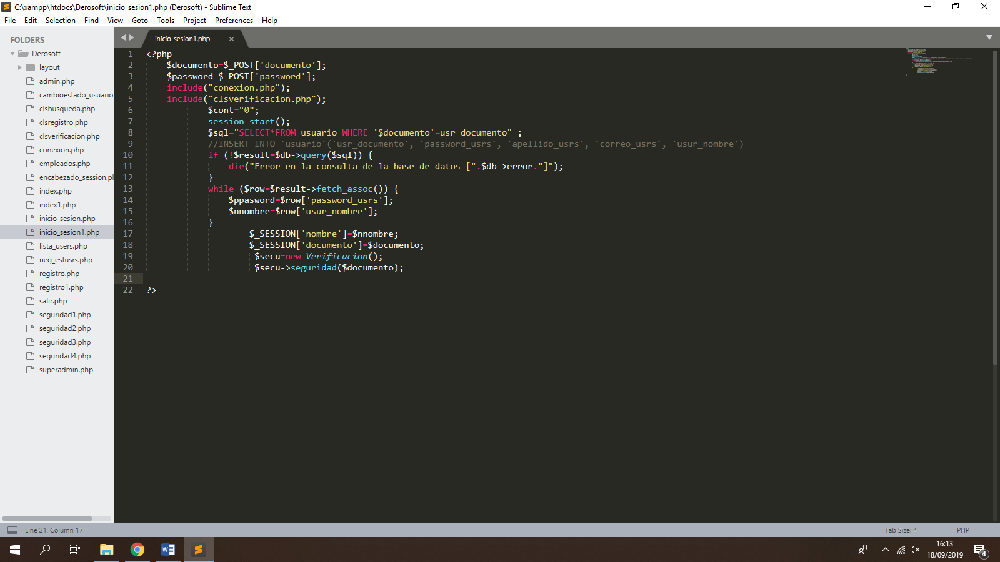 C:\xampp\htdocs\Derosoft\inicio_sesion1.php (Derosoft) - Sublime Text
File Edit Selection Find View Goto Tools Project Preferences Help
FOLDERS
Derosoft
layout
admin.php
cambioestado_usuario
clsbusqueda.php
clsregistro.php
clsverificacion.php
conexion.php
empleados.php
encabezado_session.pl
index.php
index1.php
inicio_sesion.php
inicio_sesion1.php
lista_users.php
neg_estusrs.php
registro.php
registro1.php
salir.php
seguridad1.php
seguridad2.php
seguridad3.php
seguridad4.php
superadmin.php
inicio_sesion1.php ×
1 <?php
2 $documento=$_POST['documento'];
3 $password=$_POST['password'];
4 include("conexion.php");
5 include("clsverificacion.php");
6 $cont="0";
7 session_start();
8 $sql="SELECT*FROM usuario WHERE '$documento'=usr_documento" ;
9 //INSERT INTO `usuario`(`usr_documento`, `password_usrs`, `apellido_usrs`, `correo_usrs`, `usur_nombre`)
10 if (!$result=$db->query($sql)) {
11 die("Error en la consulta de la base de datos [".$db->error."]");
12 }
13 while ($row=$result->fetch_assoc()) {
14 $ppasword=$row['password_usrs'];
15 $nnombre=$row['usur_nombre'];
16 }
17 $_SESSION['nombre']=$nnombre;
18 $_SESSION['documento']=$documento;
19 $secu=new Verificacion();
20 $secu->seguridad($documento);
21
22 ?>
Line 21, Column 17
Tab Size: 4
PHP
16:13
18/09/2019
4